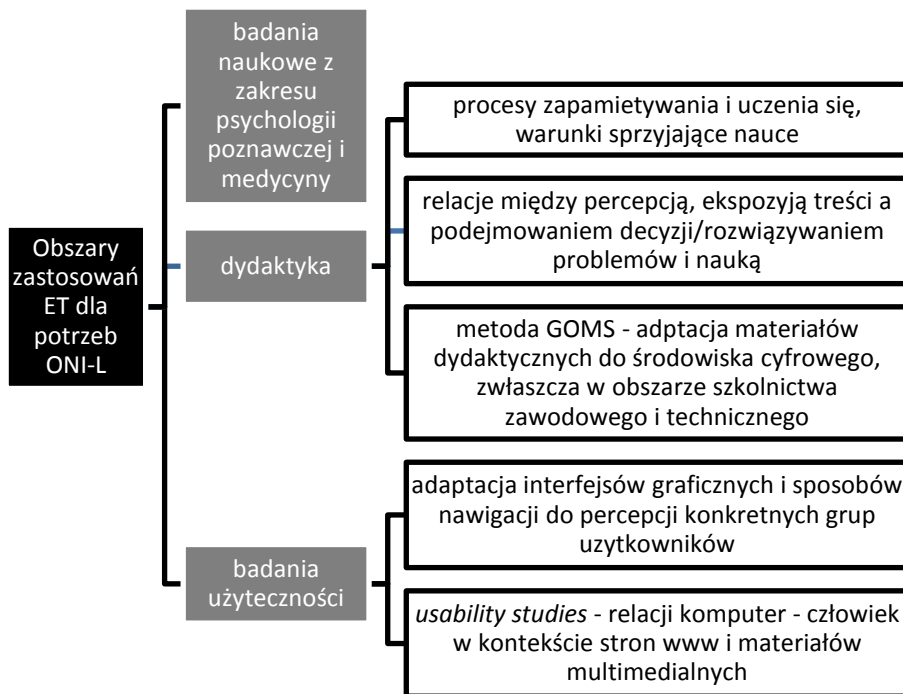 Obszary
zastosowań
ET dla
potrzeb
ONI-L
badania
naukowe z
zakresu
psychologii
poznawczej i
medycyny
dydaktyka
procesy zapamietywania i uczenia się,
warunki sprzyjające nauce
relacje między percepcją, ekspozyją treści a
podejmowaniem decyzji/rozwiązywaniem
problemów i nauką
metoda GOMS - adptacja materiałów
dydaktycznych do środowiska cyfrowego,
zwłaszcza w obszarze szkolnictwa
zawodowego i technicznego
badania
użyteczności
adaptacja interfejsów graficznych i sposobów
nawigacji do percepcji konkretnych grup
uzytkowników
usability studies - relacji komputer - człowiek
w kontekście stron www i materiałów
multimedialnych